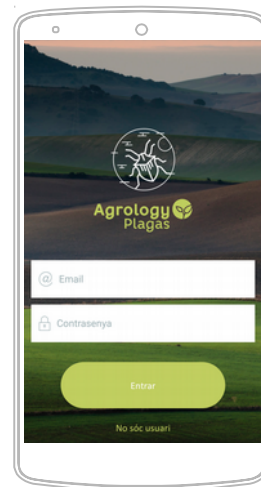 Agrology
Plagas
Email
Contrasenya
Entrar
No sóc usuari